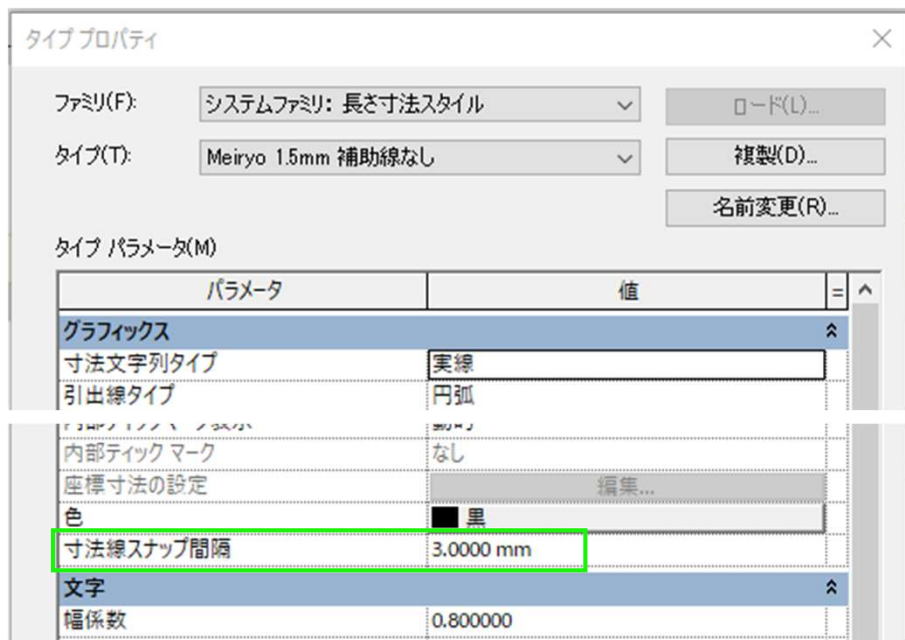 タイプ プロパティ
ファミリ(F): システムファミリ: 長さ寸法スタイル ロード(L)...
タイプ(T): Meiryo 1.5mm 補助線なし 複製(D)...
名前変更(R)...
タイプ パラメータ(M)
パラメータ 値 =
グラフィックス
寸法文字列タイプ 実線
引出線タイプ 円弧
内部ティック マーク なし
座標寸法の設定 編集...
色 黒
寸法線スナップ間隔 3.0000 mm
文字
幅係数 0.800000